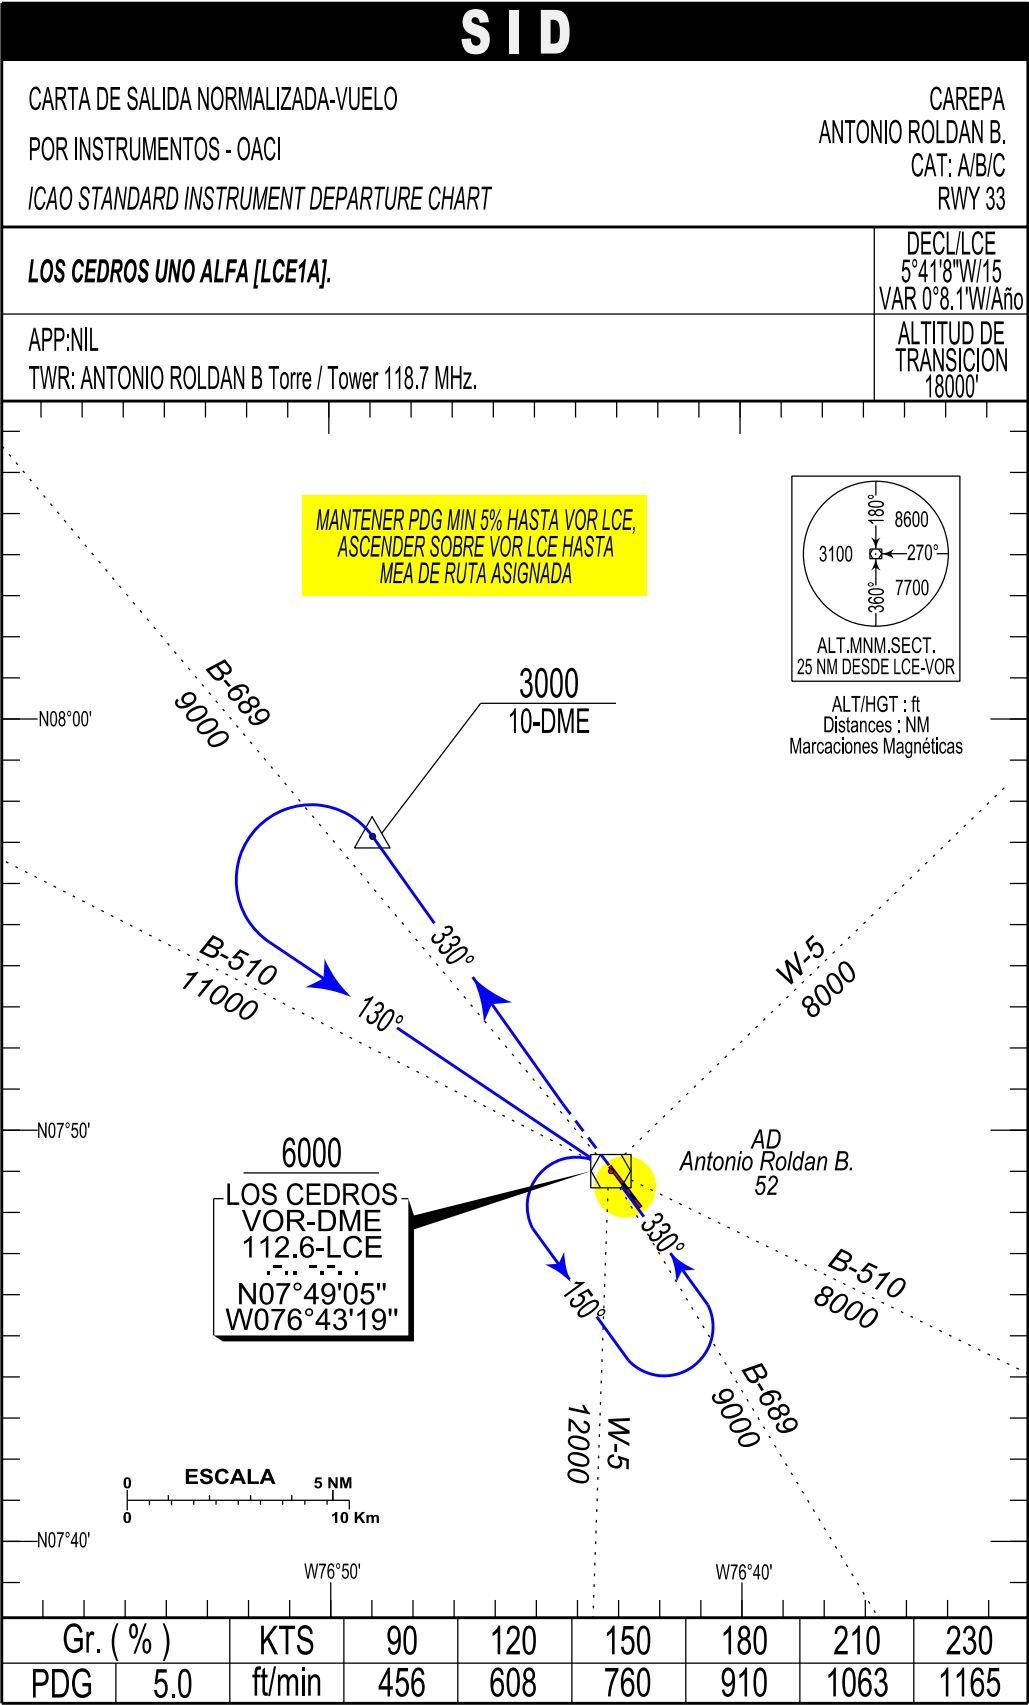 SID
CARTA DE SALIDA NORMALIZADA-VUELO
POR INSTRUMENTOS - OACI
ICAO STANDARD INSTRUMENT DEPARTURE CHART
CAREPA
ANTONIO ROLDAN B.
CAT: A/B/C
RWY 33
LOS CEDROS UNO ALFA [LCE1A].
DECL/LCE
5°41'8"W/15
VAR 0°8.1'W/Año
APP:NIL
TWR: ANTONIO ROLDAN B Torre / Tower 118.7 MHz.
ALTITUD DE
TRANSICION
18000'
MANTENER PDG MIN 5% HASTA VOR LCE,
ASCENDER SOBRE VOR LCE HASTA
MEA DE RUTA ASIGNADA
180°
8600
3100
270°
360°
7700
ALT.MNM.SECT.
25 NM DESDE LCE-VOR
ALT/HGT : ft
Distances : NM
Marcaciones Magnéticas
B-689
9000
3000
10-DME
N08°00'
330°
B-510
11000
130°
W-5
8000
N07°50'
AD
Antonio Roldan B.
52
6000
LOS CEDROS
VOR-DME
112.6-LCE
N07°49'05"
W076°43'19"
330°
150°
B-510
8000
B-689
9000
W-5
12000
0 ESCALA 5 NM
0 10 Km
N07°40'
W76°50'
W76°40'
Gr. ( % ) KTS 90 120 150 180 210 230
PDG 5.0 ft/min 456 608 760 910 1063 1165